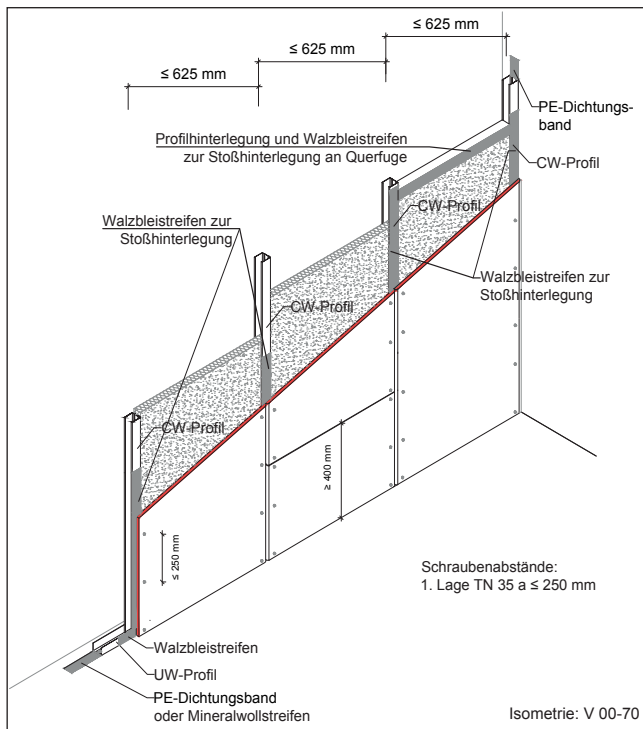 ≤ 625 mm
≤ 625 mm
≤ 625 mm
PE-Dichtungs-
band
Profilhinterlegung und Walzbleistreifen
zur Stoßhinterlegung an Querfuge
CW-Profil
Walzbleistreifen zur
Stoßhinterlegung
CW-Profil
Walzbleistreifen zur
Stoßhinterlegung
CW-Profil
CW-Profil
≥ 400 mm
≤ 250 mm
Schraubenabstände:
1. Lage TN 35 a ≤ 250 mm
Walzbleistreifen
UW-Profil
PE-Dichtungsband
oder Mineralwollstreifen
Isometrie: V 00-70